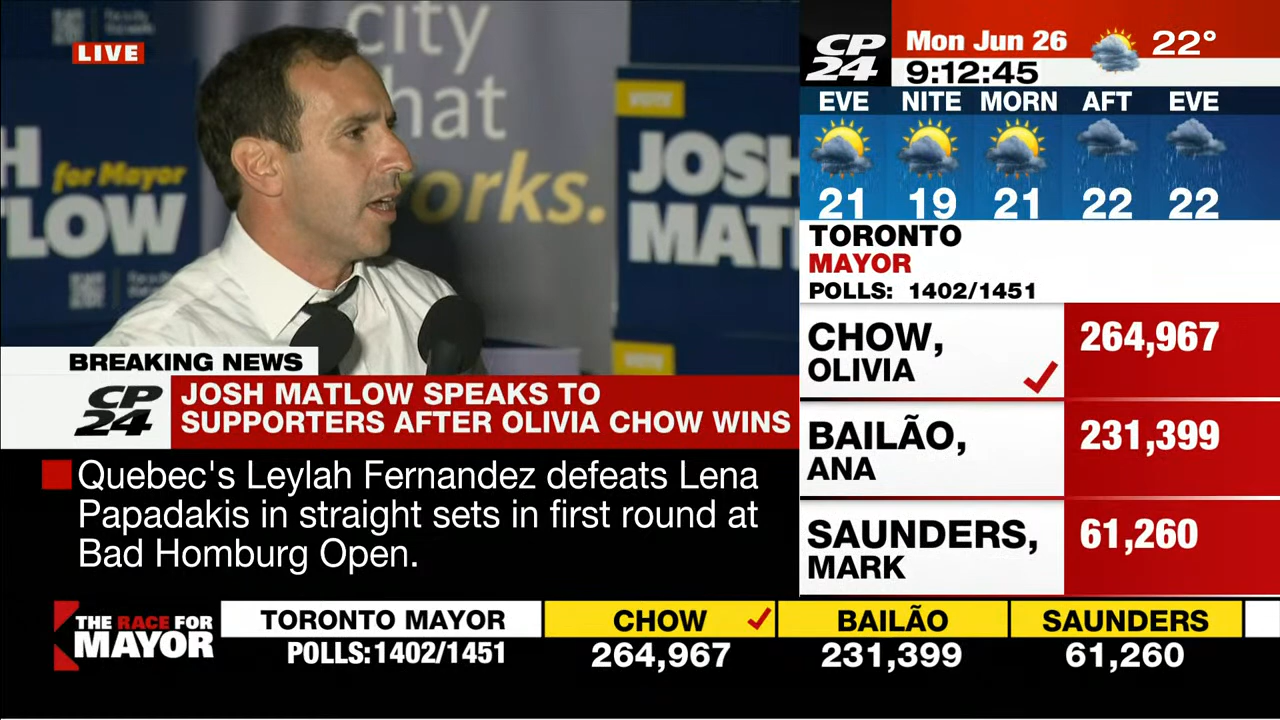 LIVE
city
that
works.
for Mayor
VOTE
JOSH
MAT
H
LOW
CP
24
Mon Jun 26
22°
9:12:45
EVE NITE MORN AFT EVE
21 19 21 22 22
TORONTO
MAYOR
POLLS: 1402/1451
CHOW,
OLIVIA
264,967
BAILÃO,
ANA
231,399
SAUNDERS,
MARK
61,260
BREAKING NEWS
CP
24
JOSH MATLOW SPEAKS TO
SUPPORTERS AFTER OLIVIA CHOW WINS
Quebec's Leylah Fernandez defeats Lena
Papadakis in straight sets in first round at
Bad Homburg Open.
THE RACE FOR
MAYOR
TORONTO MAYOR CHOW BAILÃO SAUNDERS
POLLS:1402/1451 264,967 231,399 61,260